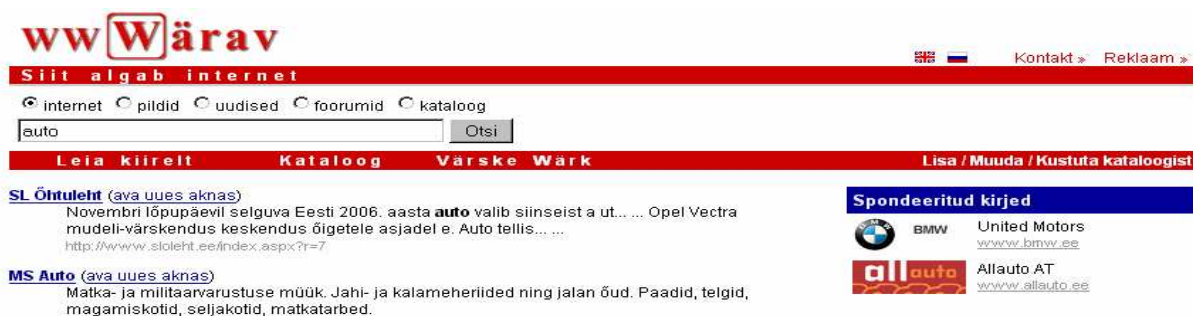 wwWärav
Kontakt » Reklaam »
Siit algab internet
internet pildid uudised foorumid kataloog
auto Otsi
Leia kiirelt Kataloog Värske Wärk Lisa / Muuda / Kustuta kataloogist
SL Õhtuleht (ava uues aknas)
Novembri lõpupäevil selguva Eesti 2006. aasta auto valib siinseist a ut... ... Opel Vectra
mudeli-värskendus keskendus õigetele asjadel e. Auto tellis... ...
http://www.sloleht.ee/index.aspx?r=7
MS Auto (ava uues aknas)
Matka- ja militaarvarustuse müük. Jahi- ja kalameheriided ning jalan õud. Paadid, telgid,
magamiskotid, seljakotid, matkatarbed.
Spondeeritud kirjed
BMW United Motors
www.bmw.ee
allauto Allauto AT
www.allauto.ee